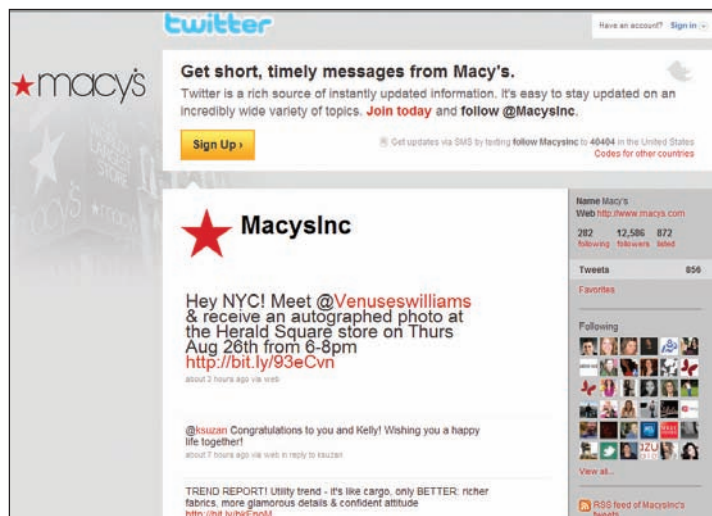 twitter
Have an account? Sign in
macy's
Get short, timely messages from Macy's.
Twitter is a rich source of instantly updated information. It's easy to stay updated on an
incredibly wide variety of topics. Join today and follow @MacysInc.
Sign Up ›
Get updates via SMS by texting follow MacysInc to 40404 in the United States
Codes for other countries
WORLD'S
LARGEST
STORE
macy's
MacysInc
Hey NYC! Meet @Venuseswilliams
& receive an autographed photo at
the Herald Square store on Thurs
Aug 26th from 6-8pm
http://bit.ly/93eCvn
about 3 hours ago via web
@ksuzan Congratulations to you and Kelly! Wishing you a happy
life together!
about 7 hours ago via web in reply to ksuzan
TREND REPORT! Utility trend - it's like cargo, only BETTER: richer
fabrics, more glamorous details & confident attitude
Name Macy's
Web http://www.macys.com
282 12,586 872
following followers listed
Tweets 856
Favorites
Following
View all...
RSS feed of MacysInc's
tweets